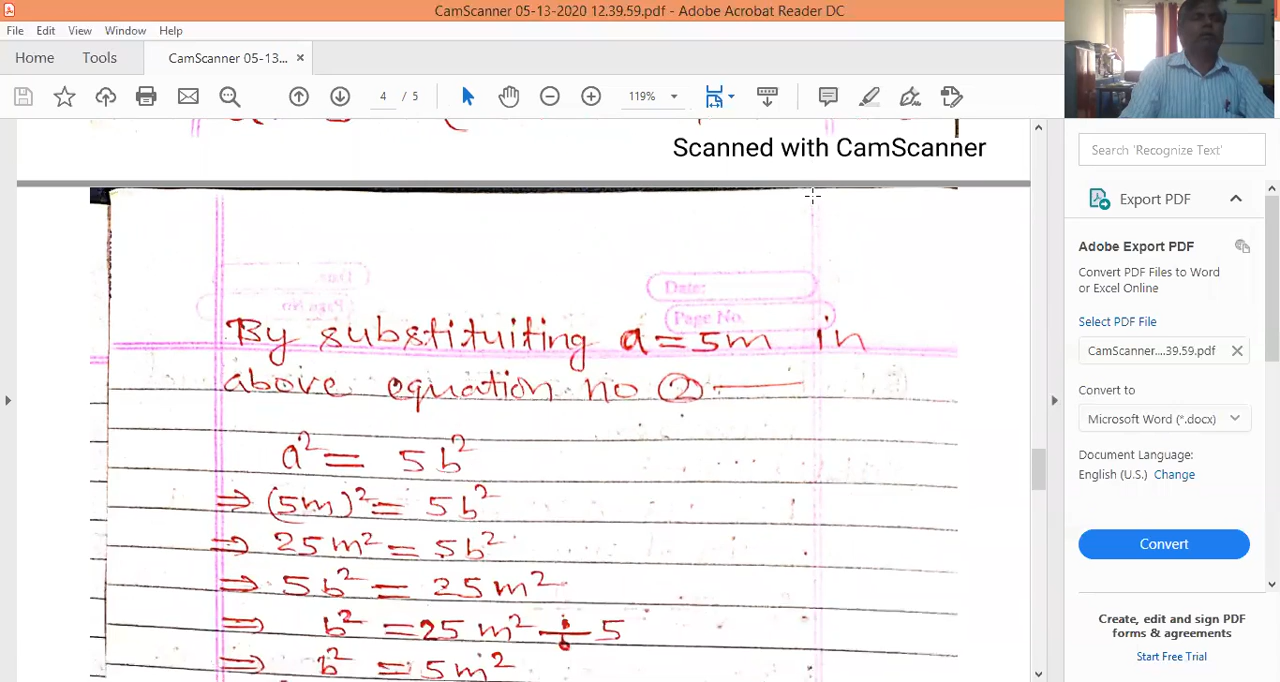 CamScanner 05-13-2020 12.39.59.pdf - Adobe Acrobat Reader DC
File Edit View Window Help
Home Tools CamScanner 05-13... ×
4 / 5 119%
Scanned with CamScanner
Date:
Page No.
By substituiting a = 5m in
above equation no ②
a² = 5b²
⇒ (5m)² = 5b²
⇒ 25m² = 5b²
⇒ 5b² = 25m²
⇒ b² = 25m² ÷ 5
⇒ b² = 5m²
Search 'Recognize Text'
Export PDF
Adobe Export PDF
Convert PDF Files to Word
or Excel Online
Select PDF File
CamScanner....39.59.pdf ×
Convert to
Microsoft Word (*.docx)
Document Language:
English (U.S.) Change
Convert
Create, edit and sign PDF
forms & agreements
Start Free Trial